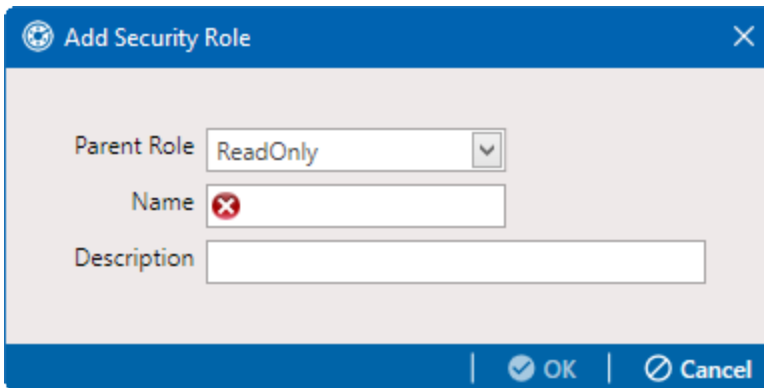 Add Security Role
Parent Role ReadOnly
Name
Description
OK Cancel